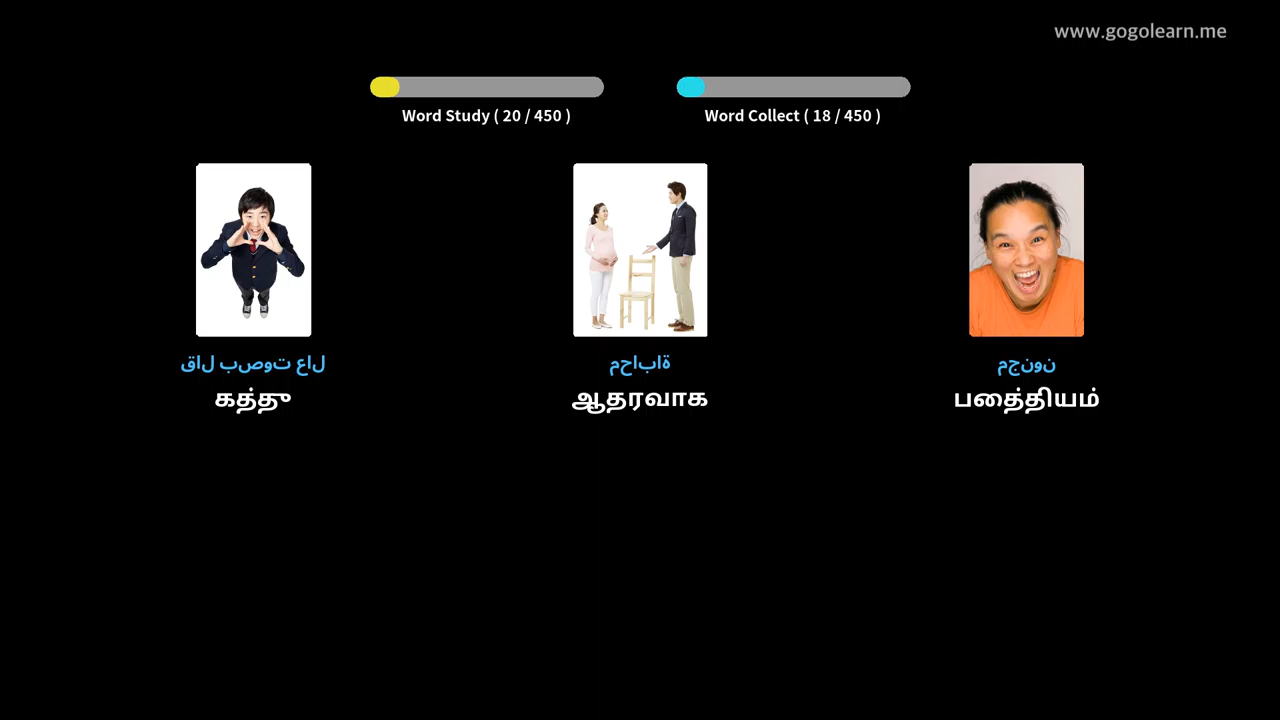 www.gogolearn.me
Word Study ( 20 / 450 )
Word Collect ( 18 / 450 )
قال بصوت عال
محاباة
مجنون
கத்து
ஆதரவாக
பைத்தியம்